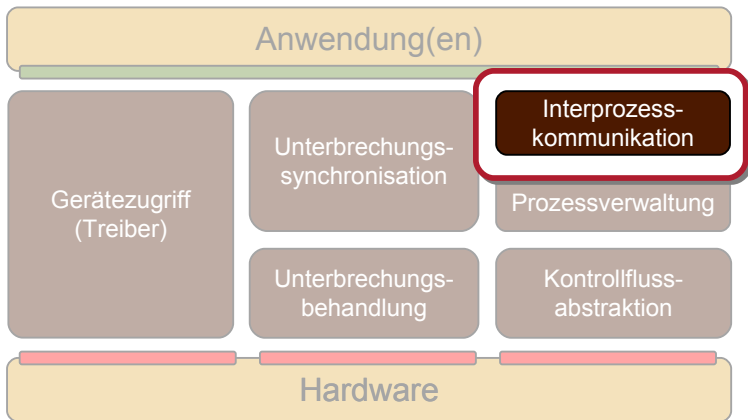 Anwendung(en)
Gerätezugriff
(Treiber)
Unterbrechungs-
synchronisation
Interprozess-
kommunikation
Prozessverwaltung
Unterbrechungs-
behandlung
Kontrollfluss-
abstraktion
Hardware